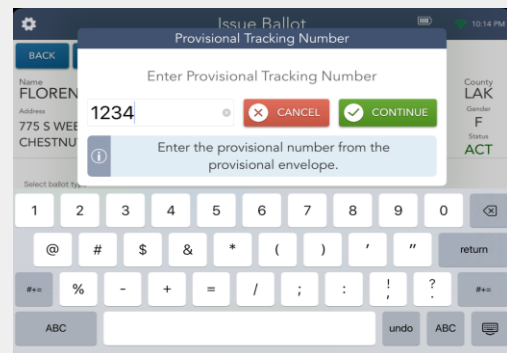 Issue Ballot
10:14 PM
Provisional Tracking Number
BACK
Enter Provisional Tracking Number
1234
CANCEL
CONTINUE
Enter the provisional number from the
provisional envelope.
Name
FLOREN
Address
775 S WEE
CHESTNU
County
LAK
Gender
F
Status
ACT
Select ballot typ
1 2 3 4 5 6 7 8 9 0
@ # $ & * ( ) ' " return
#+= % - + = / ; : ! , ? . #+=
ABC undo ABC